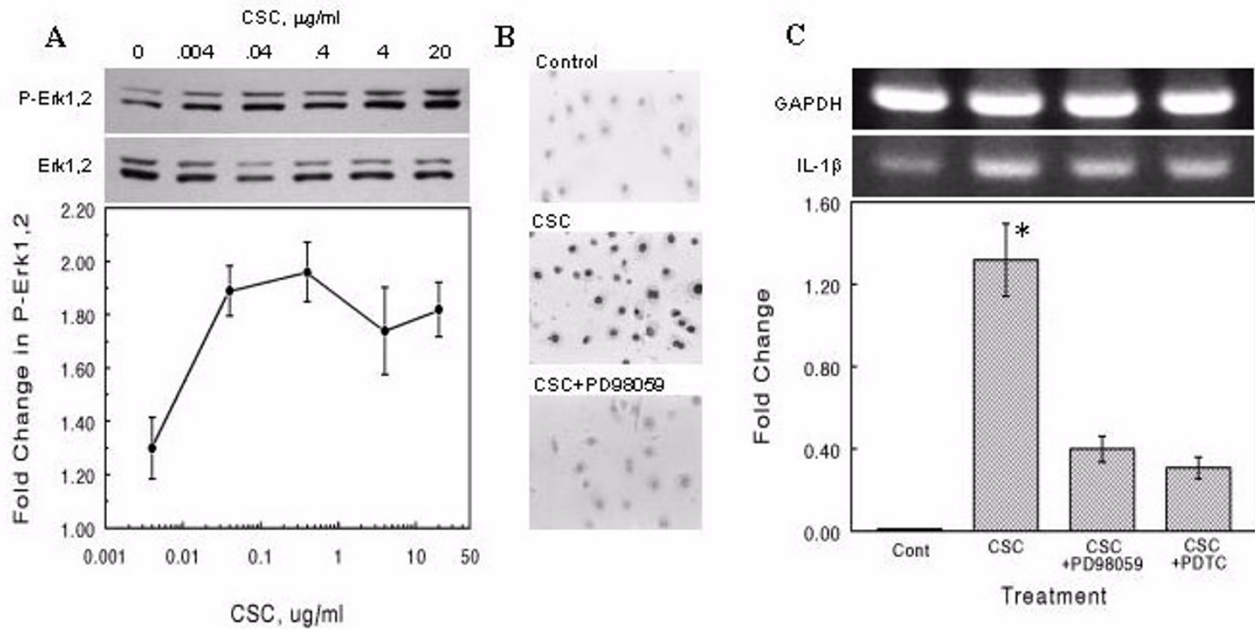 A
CSC, µg/ml
0 .004 .04 .4 4 20
P-Erk1,2
Erk1,2
Fold Change in P-Erk1,2
2.20
2.00
1.80
1.60
1.40
1.20
1.00
0.001 0.01 0.1 1 10 50
CSC, ug/ml
B
Control
CSC
CSC+PD98059
C
GAPDH
IL-1β
Fold Change
1.60
1.20
0.80
0.40
0.00
*
Cont CSC CSC +PD98059 CSC +PDTC
Treatment